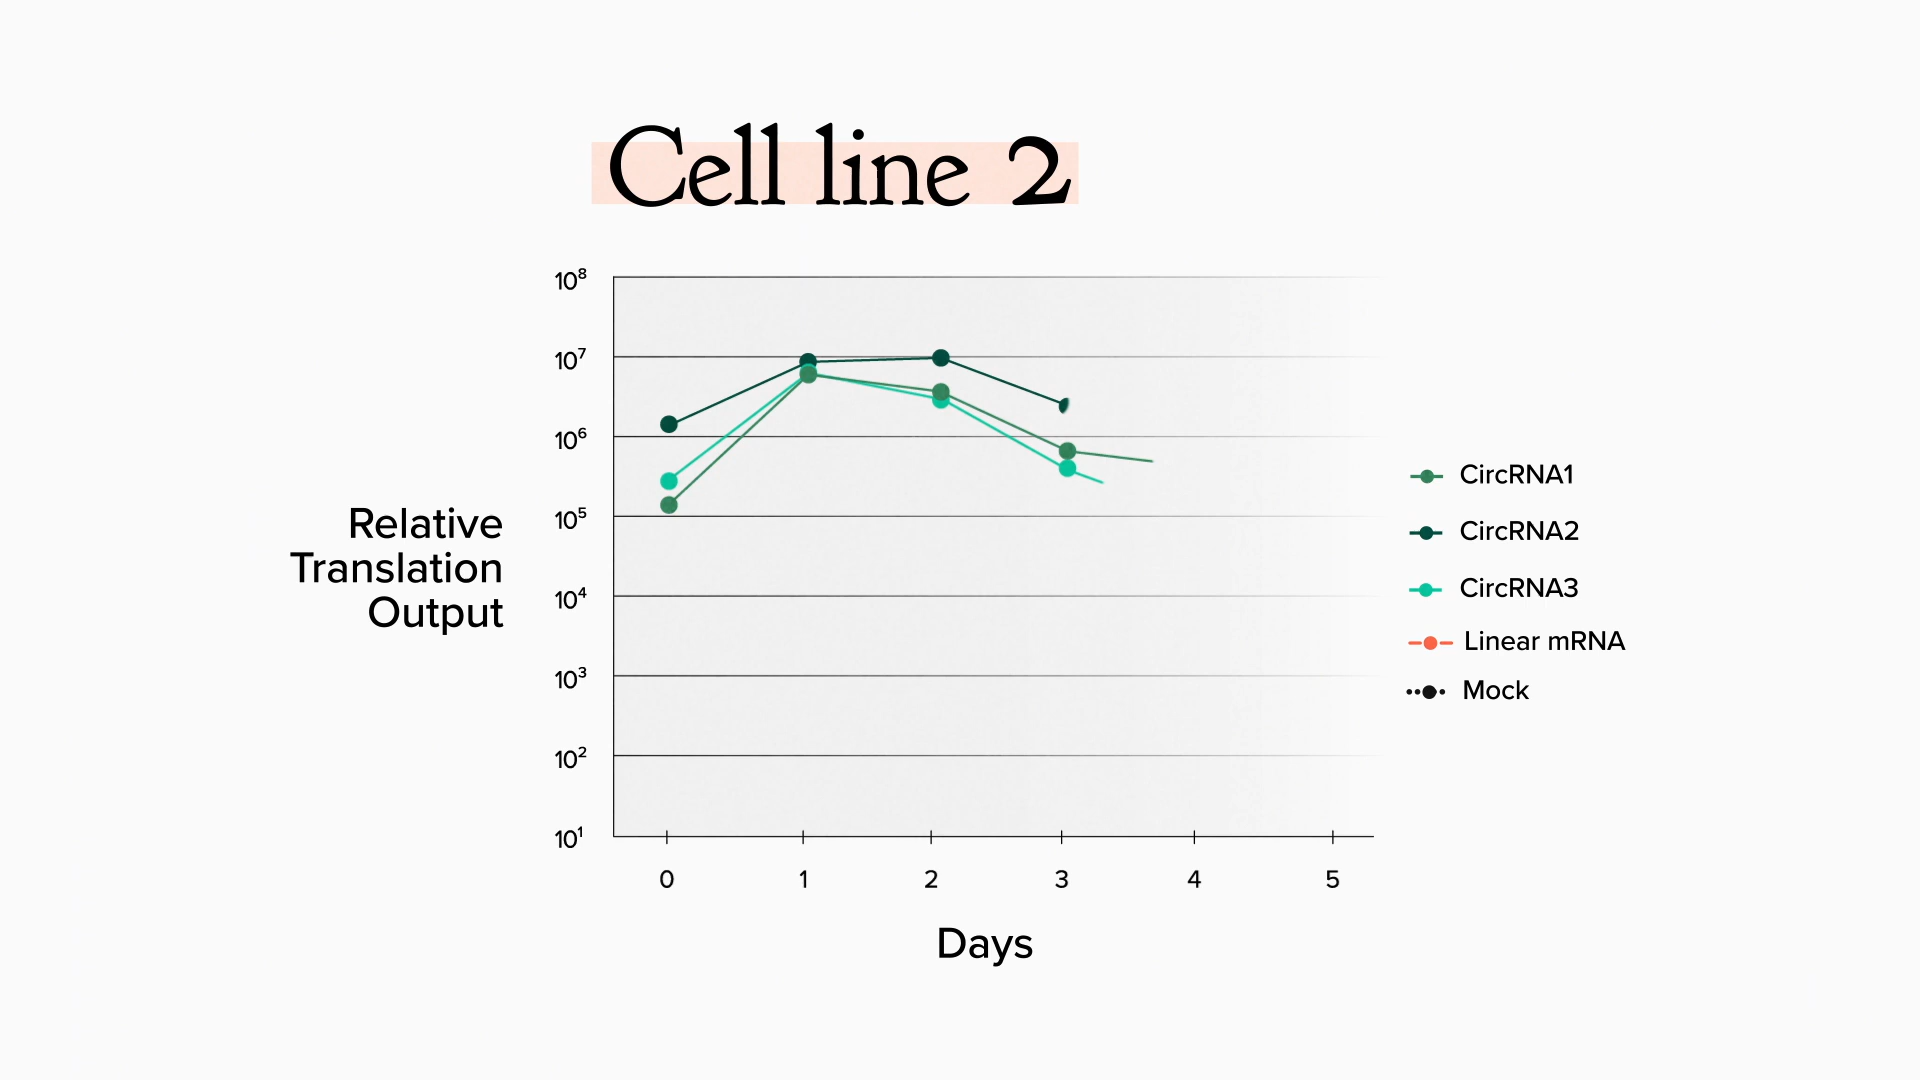 Cell line 2
10⁸
10⁷
10⁶
10⁵
10⁴
10³
10²
10¹
Relative
Translation
Output
0 1 2 3 4 5
Days
CircRNA1
CircRNA2
CircRNA3
Linear mRNA
Mock